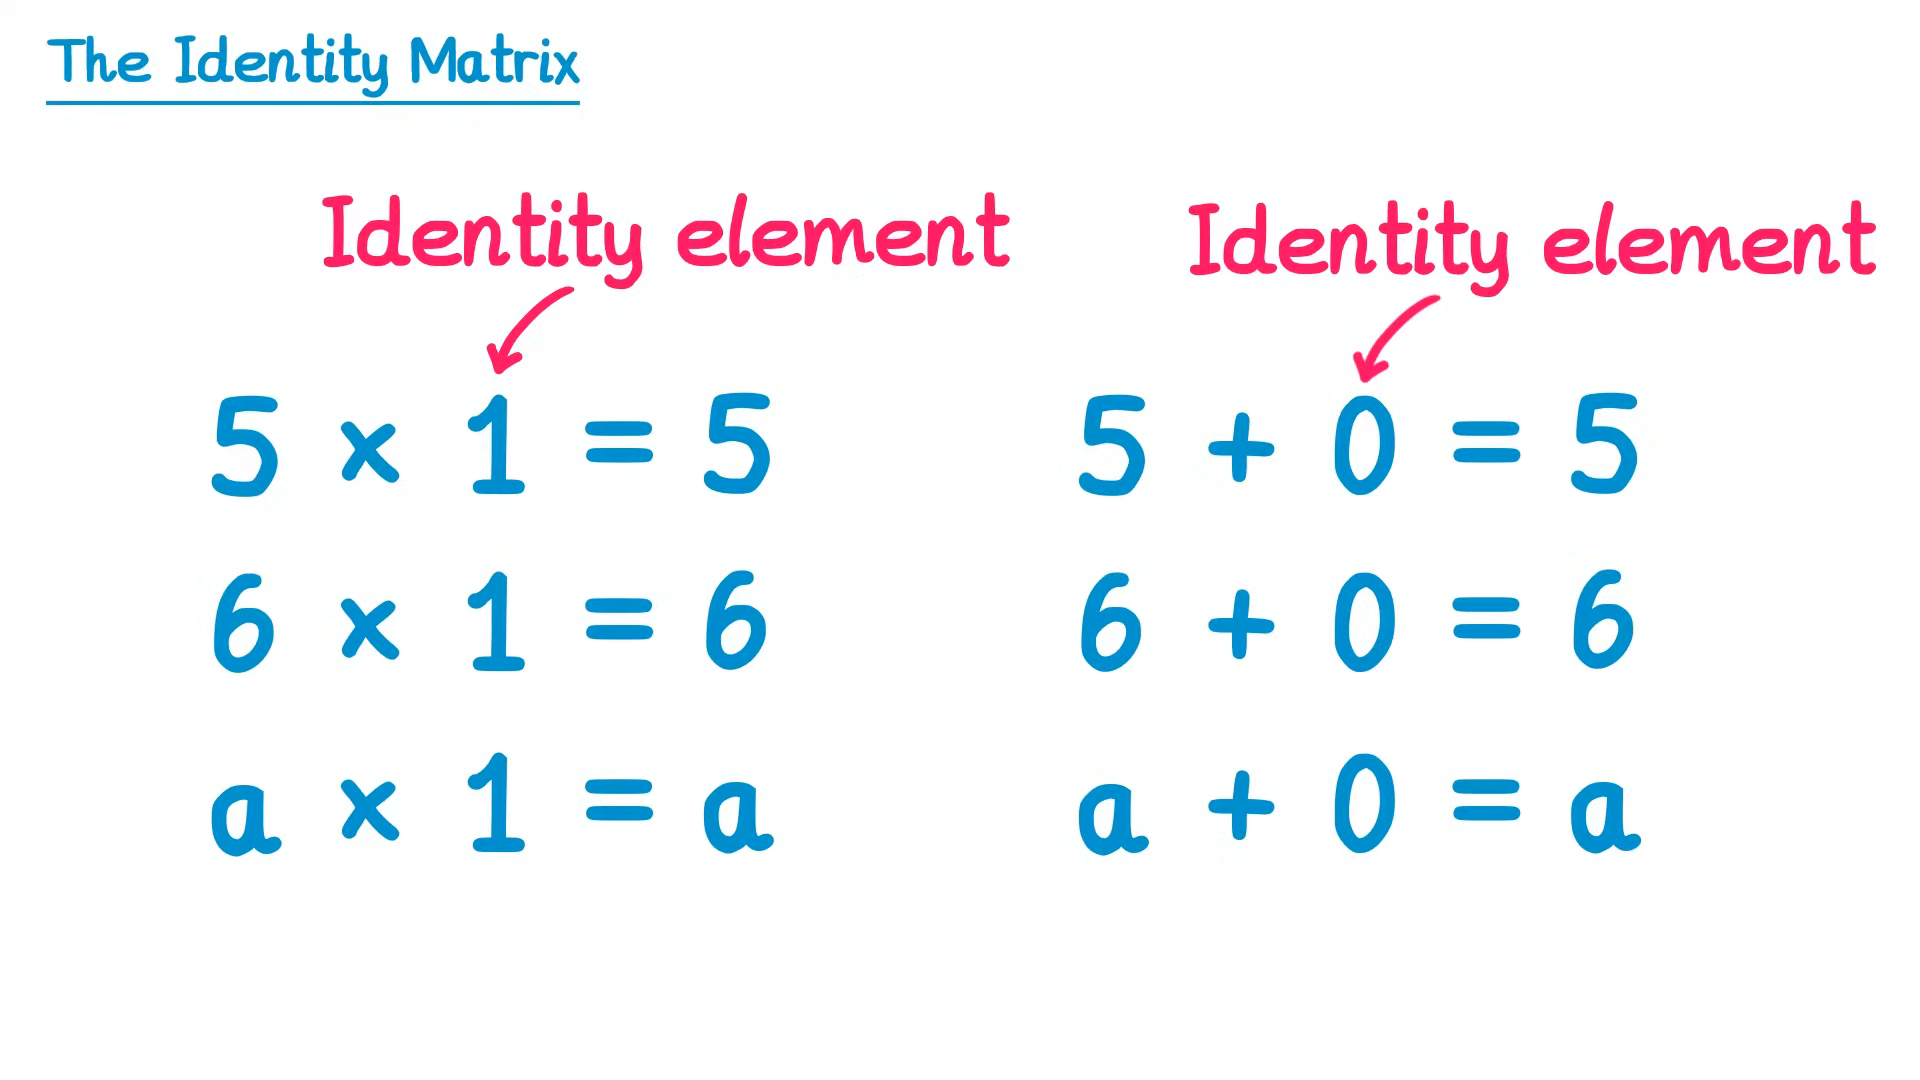 The Identity Matrix
Identity element
Identity element
5 × 1 = 5
5 + 0 = 5
6 × 1 = 6
6 + 0 = 6
a × 1 = a
a + 0 = a